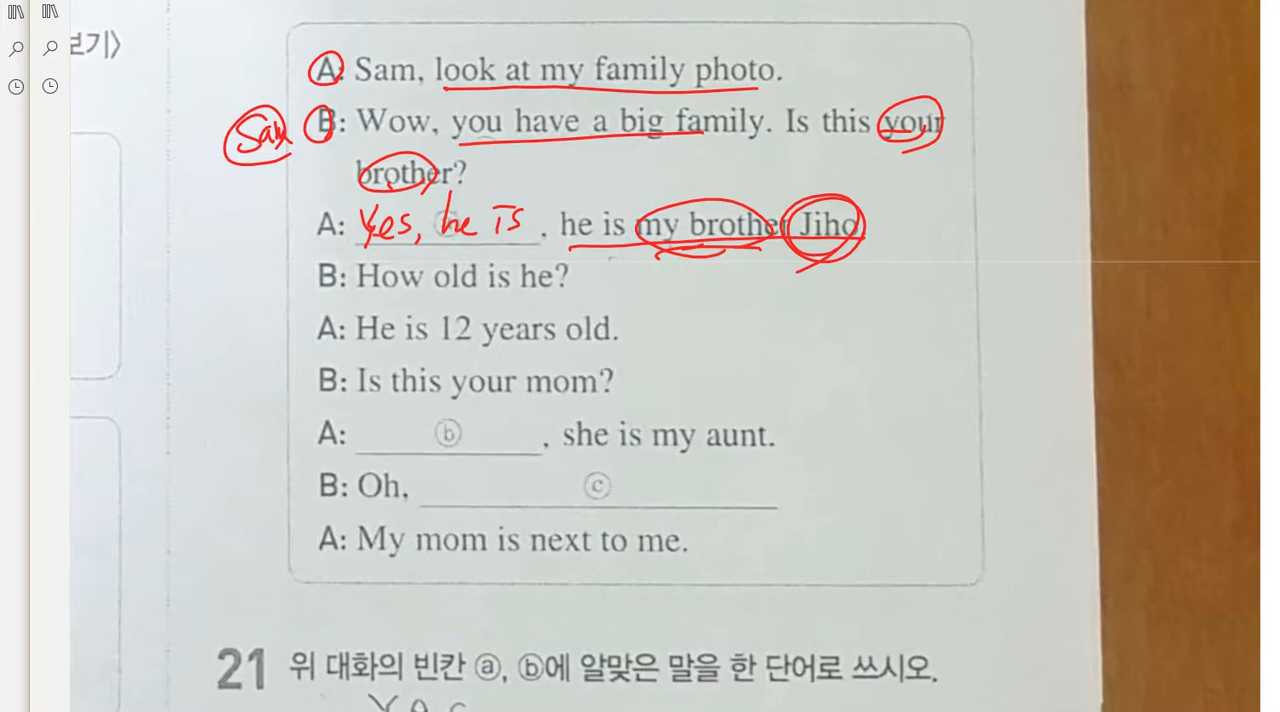 보기〉
A: Sam, look at my family photo.
Sam B: Wow, you have a big family. Is this your
brother?
A: Yes, he is, he is my brother Jiho
B: How old is he?
A: He is 12 years old.
B: Is this your mom?
A: ⓑ, she is my aunt.
B: Oh, ⓒ
A: My mom is next to me.
21 위 대화의 빈칸 ⓐ, ⓑ에 알맞은 말을 한 단어로 쓰시오.